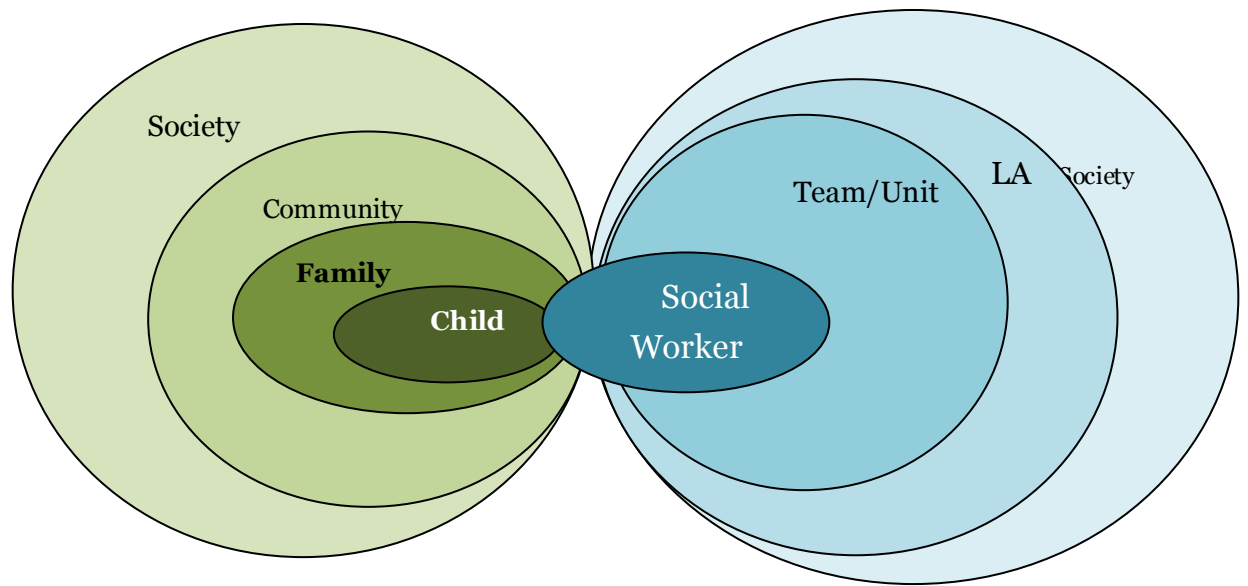 Society
Community
Family
Child
Social
Worker
Team/Unit
LA
Society